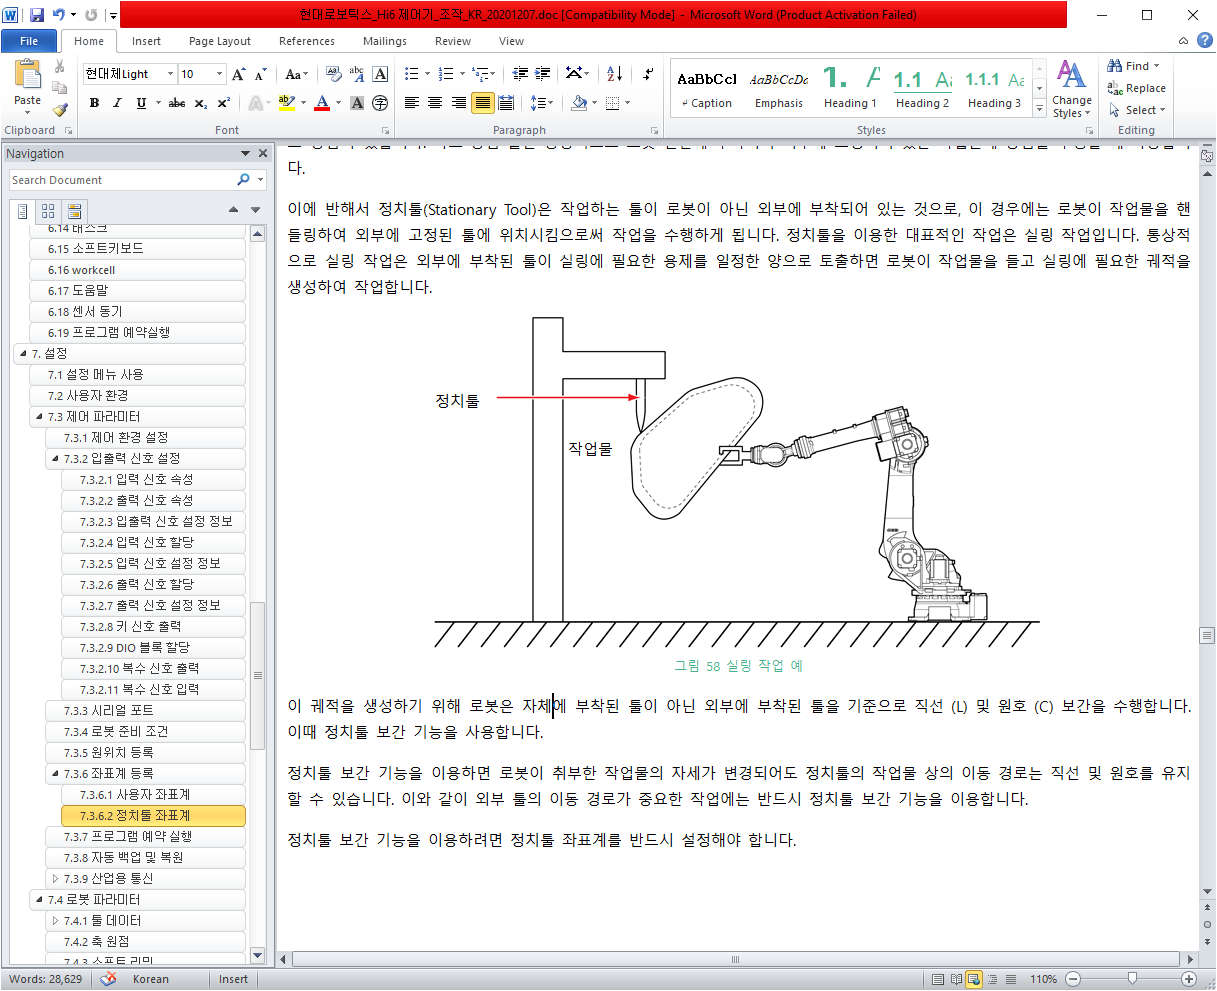 현대로보틱스_Hi6 제어기_조작_KR_20201207.doc [Compatibility Mode] - Microsoft Word (Product Activation Failed)
File Home Insert Page Layout References Mailings Review View
Paste
Clipboard
현대체Light 10
Font
Paragraph
AaBbCcI AaBbCcDc 1. A 1.1 Aa 1.1.1 Aa
Caption Emphasis Heading 1 Heading 2 Heading 3
Change Styles
Styles
Find
Replace
Select
Editing
Navigation
Search Document
6.14 태스크
6.15 소프트키보드
6.16 workcell
6.17 도움말
6.18 센서 동기
6.19 프로그램 예약실행
7. 설정
7.1 설정 메뉴 사용
7.2 사용자 환경
7.3 제어 파라미터
7.3.1 제어 환경 설정
7.3.2 입출력 신호 설정
7.3.2.1 입력 신호 속성
7.3.2.2 출력 신호 속성
7.3.2.3 입출력 신호 설정 정보
7.3.2.4 입력 신호 할당
7.3.2.5 입력 신호 설정 정보
7.3.2.6 출력 신호 할당
7.3.2.7 출력 신호 설정 정보
7.3.2.8 키 신호 출력
7.3.2.9 DIO 블록 할당
7.3.2.10 복수 신호 출력
7.3.2.11 복수 신호 입력
7.3.3 시리얼 포트
7.3.4 로봇 준비 조건
7.3.5 원위치 등록
7.3.6 좌표계 등록
7.3.6.1 사용자 좌표계
7.3.6.2 정치툴 좌표계
7.3.7 프로그램 예약 실행
7.3.8 자동 백업 및 복원
7.3.9 산업용 통신
7.4 로봇 파라미터
7.4.1 툴 데이터
7.4.2 축 원점
7.4.3 소프트 리밋
다.
이에 반해서 정치툴(Stationary Tool)은 작업하는 툴이 로봇이 아닌 외부에 부착되어 있는 것으로, 이 경우에는 로봇이 작업물을 핸
들링하여 외부에 고정된 툴에 위치시킴으로써 작업을 수행하게 됩니다. 정치툴을 이용한 대표적인 작업은 실링 작업입니다. 통상적
으로 실링 작업은 외부에 부착된 툴이 실링에 필요한 용제를 일정한 양으로 토출하면 로봇이 작업물을 들고 실링에 필요한 궤적을
생성하여 작업합니다.
정치툴
작업물
그림 58 실링 작업 예
이 궤적을 생성하기 위해 로봇은 자체에 부착된 툴이 아닌 외부에 부착된 툴을 기준으로 직선 (L) 및 원호 (C) 보간을 수행합니다.
이때 정치툴 보간 기능을 사용합니다.
정치툴 보간 기능을 이용하면 로봇이 취부한 작업물의 자세가 변경되어도 정치툴의 작업물 상의 이동 경로는 직선 및 원호를 유지
할 수 있습니다. 이와 같이 외부 툴의 이동 경로가 중요한 작업에는 반드시 정치툴 보간 기능을 이용합니다.
정치툴 보간 기능을 이용하려면 정치툴 좌표계를 반드시 설정해야 합니다.
Words: 28,629 Korean Insert 110%